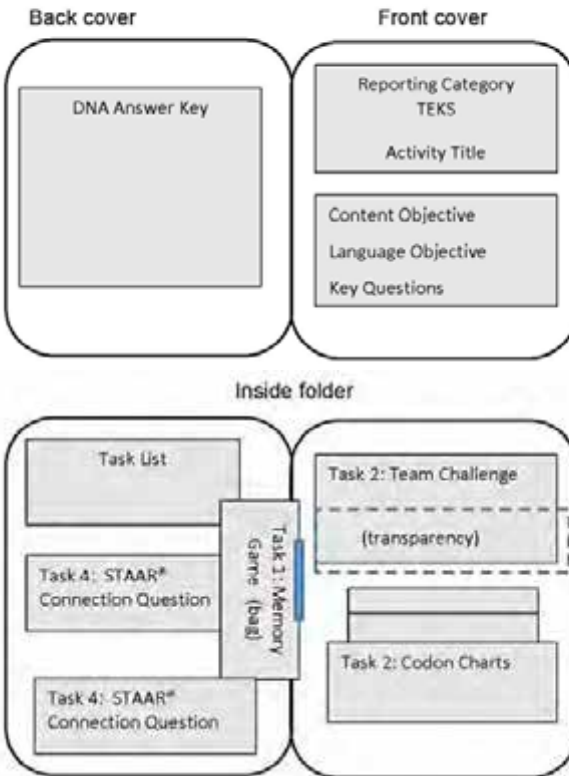 Back cover
Front cover
DNA Answer Key
Reporting Category
TEKS
Activity Title
Content Objective
Language Objective
Key Questions
Inside folder
Task List
Task 4: STAAR®
Connection Question
Task 4: STAAR®
Connection Question
Task 1: Memory
Game (bag)
Task 2: Team Challenge
(transparency)
Task 2: Codon Charts